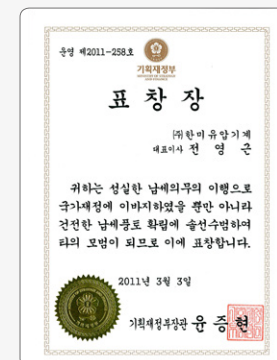 운영 제2011-258호
기획재정부
MINISTRY OF STRATEGY
AND FINANCE
표창장
(주)한미유압기계
대표이사 전영근
귀하는 성실한 납세의무의 이행으로
국가재정에 이바지하였을 뿐만 아니라
건전한 납세풍토 확립에 솔선수범하여
타의 모범이 되므로 이에 표창합니다.
2011년 3월 3일
기획재정부장관 윤증현